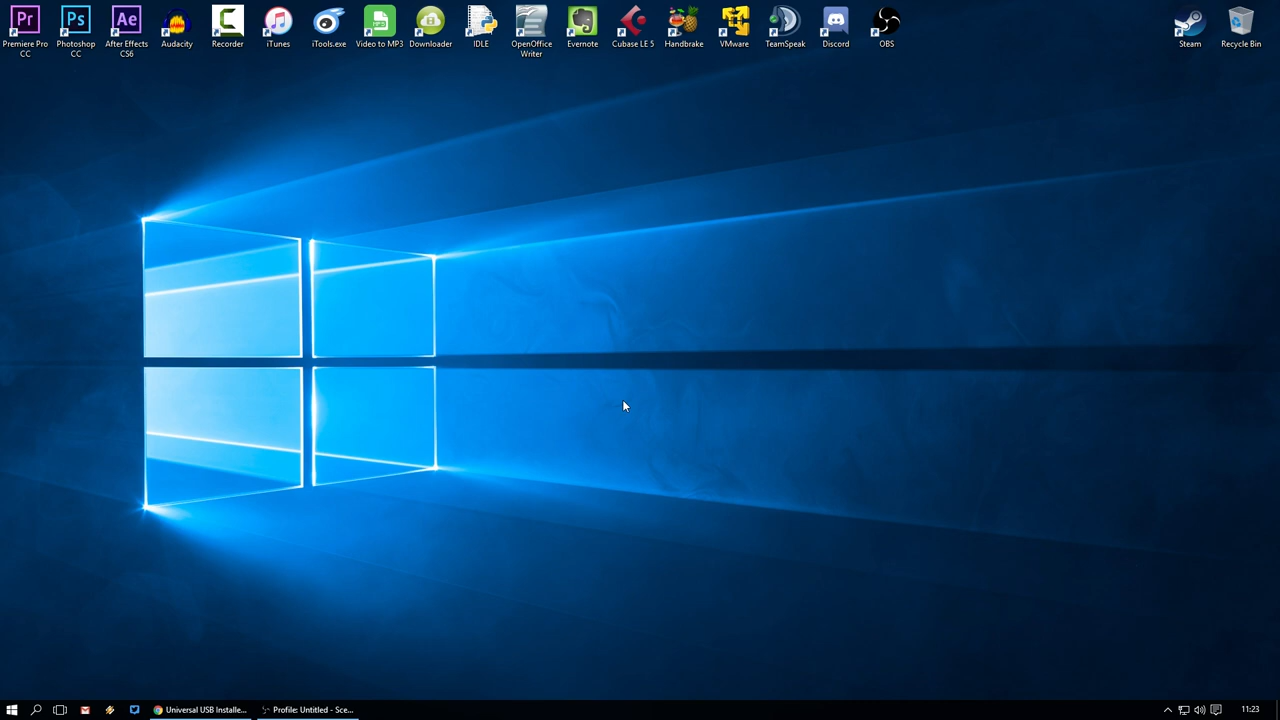 Pr
Ps
Ae
Premiere Pro
CC
Photoshop
CC
After Effects
CS6
Audacity
Recorder
iTunes
iTools.exe
Video to MP3
Downloader
IDLE
OpenOffice
Writer
Evernote
Cubase LE 5
Handbrake
VMware
TeamSpeak
Discord
OBS
Steam
Recycle Bin
Universal USB Installe...
Profile: Untitled - Sce...
11:23